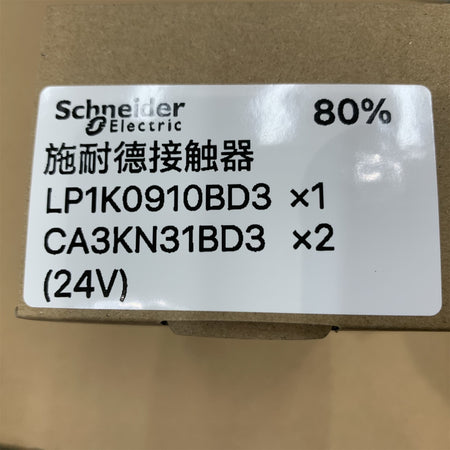 Schneider 80%
Electric
施耐德接触器
LP1K0910BD3 ×1
CA3KN31BD3 ×2
(24V)